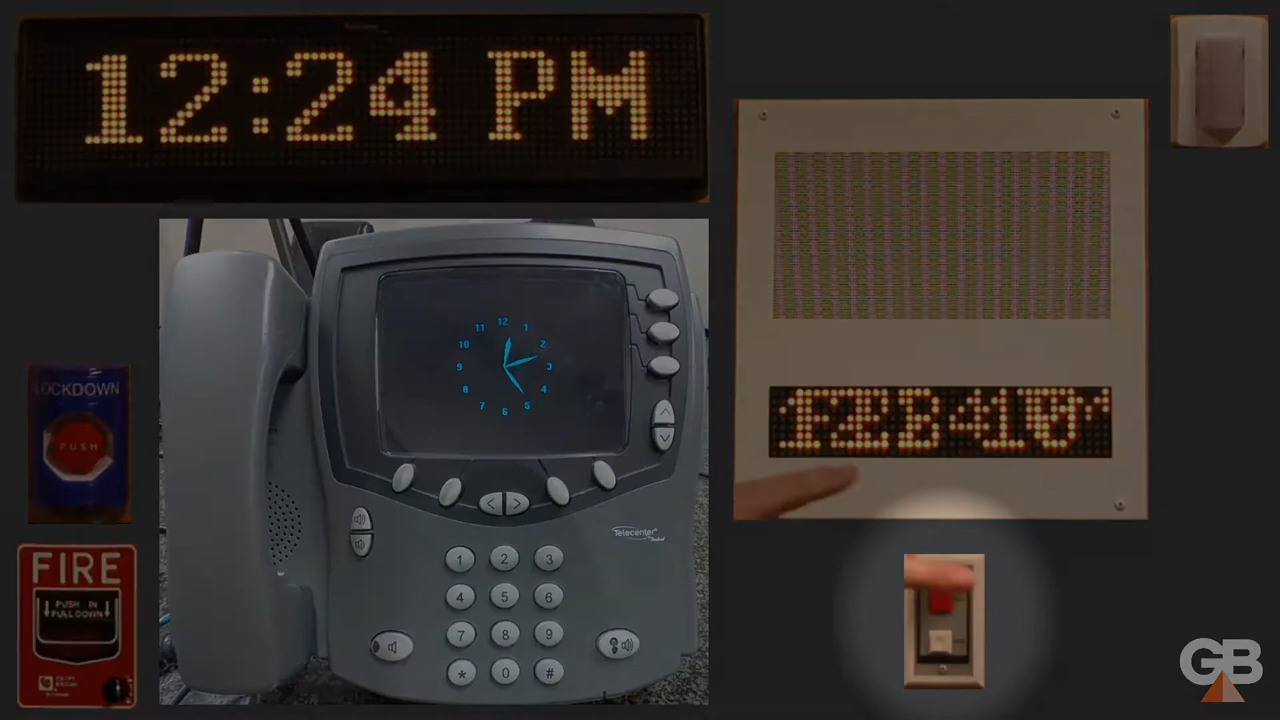 12:24 PM
12
11 1
10 2
9 3
8 4
7 5
6
LOCKDOWN
PUSH
FEB 10
Telecenter
1 2 3
4 5 6
7 8 9
* 0 #
FIRE
PUSH IN
PULL DOWN
GB